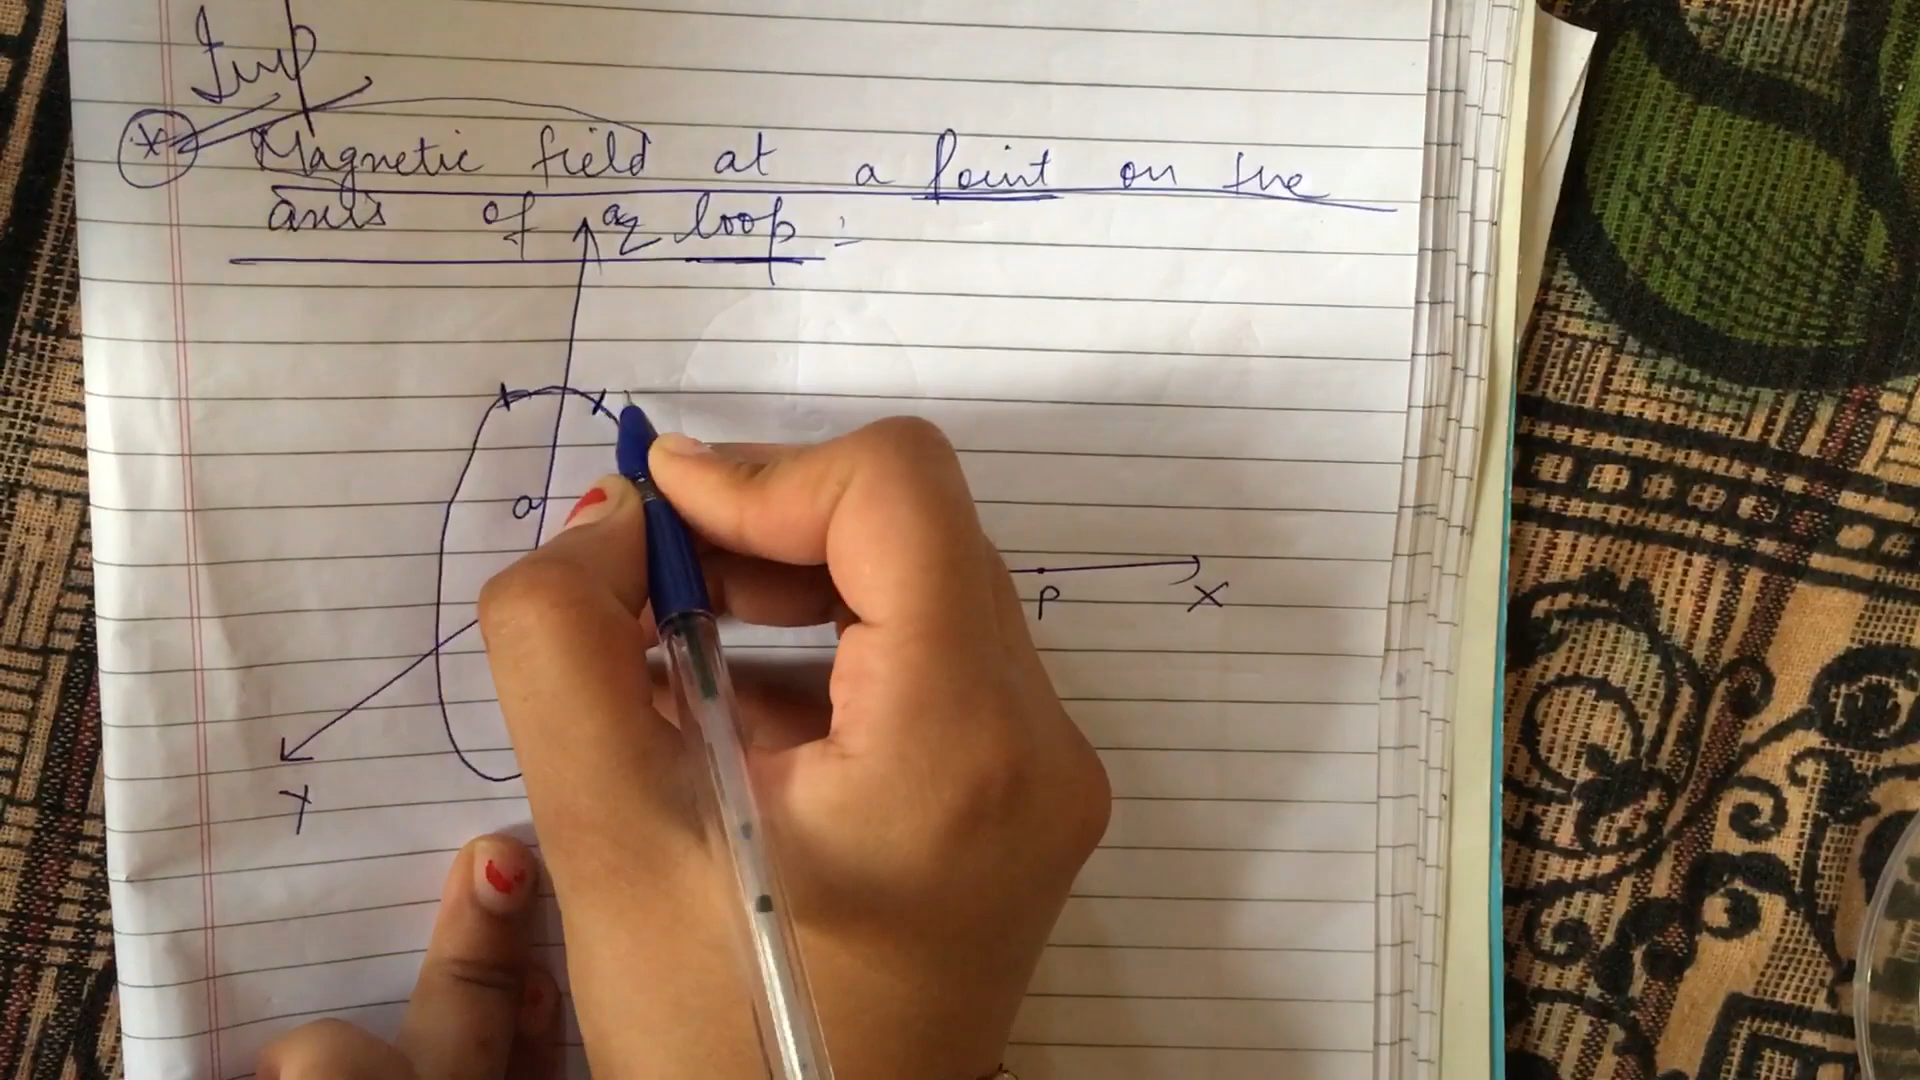 Imp
* Magnetic field at a Point on the
axis of a loop :-
a
P
X
Y